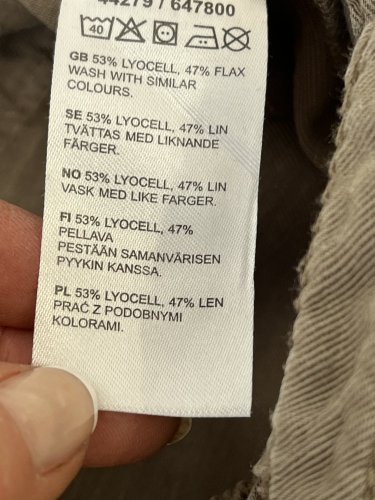 44279 / 647800
40
GB 53% LYOCELL, 47% FLAX
WASH WITH SIMILAR
COLOURS.
SE 53% LYOCELL, 47% LIN
TVÄTTAS MED LIKNANDE
FÄRGER.
NO 53% LYOCELL, 47% LIN
VASK MED LIKE FARGER.
FI 53% LYOCELL, 47%
PELLAVA
PESTÄÄN SAMANVÄRISEN
PYYKIN KANSSA.
PL 53% LYOCELL, 47% LEN
PRAĆ Z PODOBNYMI
KOLORAMI.